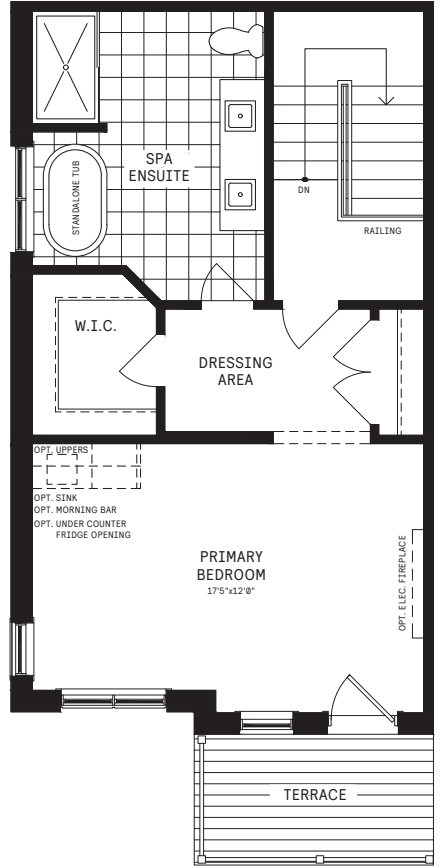 STANDALONE TUB
SPA
ENSUITE
DN
RAILING
W.I.C.
DRESSING
AREA
OPT. UPPERS
OPT. SINK
OPT. MORNING BAR
OPT. UNDER COUNTER
FRIDGE OPENING
PRIMARY
BEDROOM
17'5"x12'0"
OPT. ELEC. FIREPLACE
TERRACE